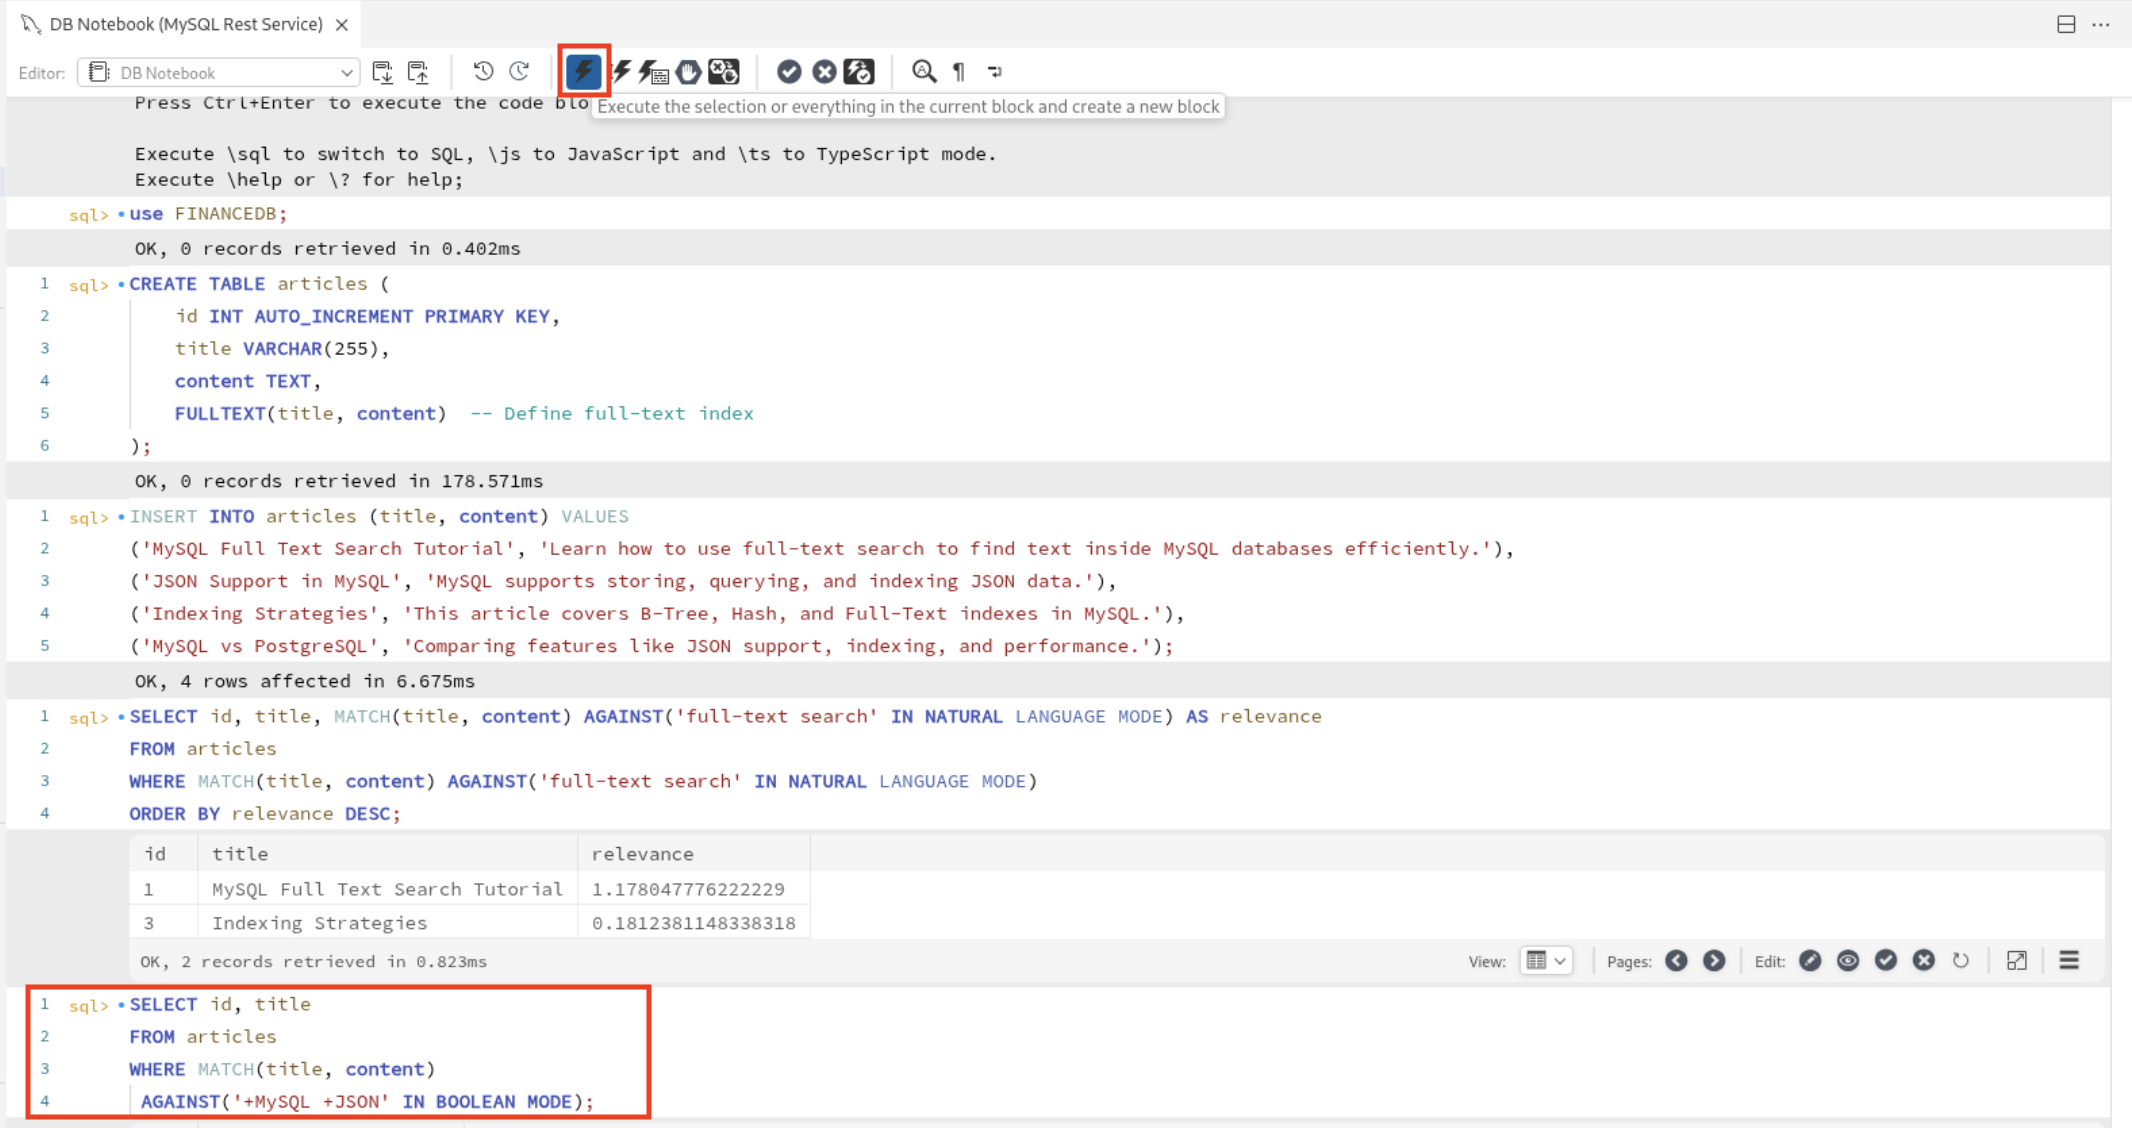 DB Notebook (MySQL Rest Service)
Editor: DB Notebook
Press Ctrl+Enter to execute the code blo
Execute the selection or everything in the current block and create a new block
Execute \sql to switch to SQL, \js to JavaScript and \ts to TypeScript mode.
Execute \help or \? for help;
sql> use FINANCEDB;
OK, 0 records retrieved in 0.402ms
1 sql> CREATE TABLE articles (
2 id INT AUTO_INCREMENT PRIMARY KEY,
3 title VARCHAR(255),
4 content TEXT,
5 FULLTEXT(title, content)  -- Define full-text index
6 );
OK, 0 records retrieved in 178.571ms
1 sql> INSERT INTO articles (title, content) VALUES
2 ('MySQL Full Text Search Tutorial', 'Learn how to use full-text search to find text inside MySQL databases efficiently.'),
3 ('JSON Support in MySQL', 'MySQL supports storing, querying, and indexing JSON data.'),
4 ('Indexing Strategies', 'This article covers B-Tree, Hash, and Full-Text indexes in MySQL.'),
5 ('MySQL vs PostgreSQL', 'Comparing features like JSON support, indexing, and performance.');
OK, 4 rows affected in 6.675ms
1 sql> SELECT id, title, MATCH(title, content) AGAINST('full-text search' IN NATURAL LANGUAGE MODE) AS relevance
2 FROM articles
3 WHERE MATCH(title, content) AGAINST('full-text search' IN NATURAL LANGUAGE MODE)
4 ORDER BY relevance DESC;
id title relevance
1 MySQL Full Text Search Tutorial 1.178047776222229
3 Indexing Strategies 0.1812381148338318
OK, 2 records retrieved in 0.823ms View: Pages: Edit:
1 sql> SELECT id, title
2 FROM articles
3 WHERE MATCH(title, content)
4 AGAINST('+MySQL +JSON' IN BOOLEAN MODE);